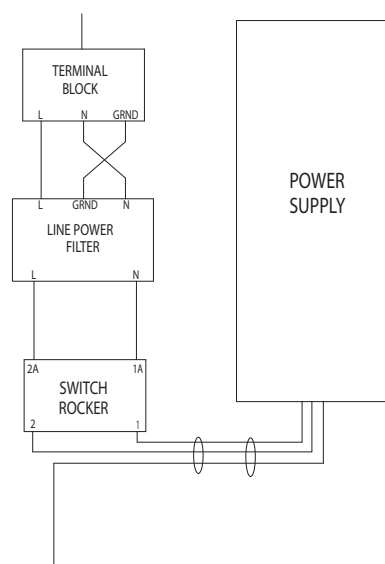 TERMINAL
BLOCK
L N GRND
L GRND N
LINE POWER
FILTER
L N
2A 1A
SWITCH
ROCKER
2 1
POWER
SUPPLY